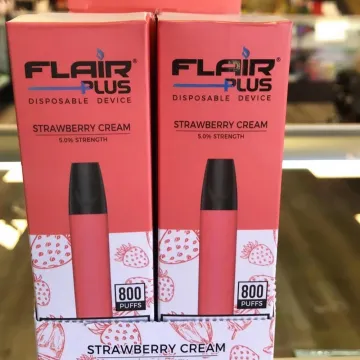 FLAIR®
PLUS
DISPOSABLE DEVICE
STRAWBERRY CREAM
5.0% STRENGTH
800
PUFFS
FLAIR®
PLUS
DISPOSABLE DEVICE
STRAWBERRY CREAM
5.0% STRENGTH
800
PUFFS
STRAWBERRY CREAM